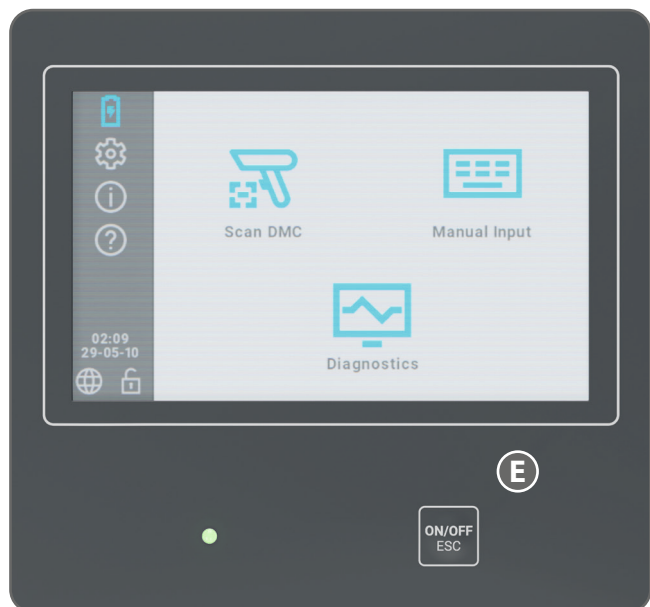 Scan DMC
Manual Input
Diagnostics
02:09
29-05-10
E
ON/OFF
ESC